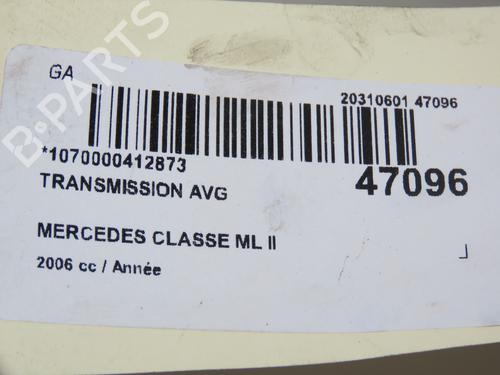 GA
20310601 47096
*1070000412873
47096
TRANSMISSION AVG
MERCEDES CLASSE ML II
2006 cc / Année
B-PARTS